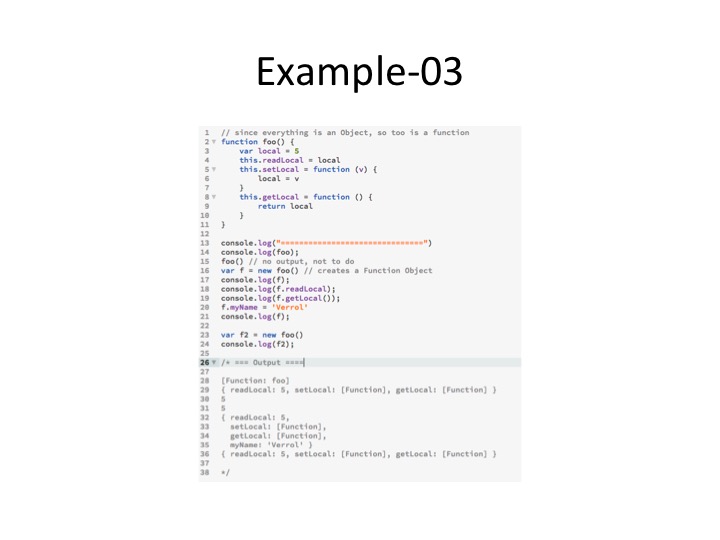 Example-03
1 // since everything is an Object, so too is a function
2 function foo() {
3 var local = 5
4 this.readLocal = local
5 this.setLocal = function (v) {
6 local = v
7 }
8 this.getLocal = function () {
9 return local
10 }
11 }
12
13 console.log("===============================")
14 console.log(foo);
15 foo() // no output, not to do
16 var f = new foo() // creates a Function Object
17 console.log(f);
18 console.log(f.readLocal);
19 console.log(f.getLocal());
20 f.myName = 'Verrol'
21 console.log(f);
22
23 var f2 = new foo()
24 console.log(f2);
25
26 /* === Output ====
27
28 [Function: foo]
29 { readLocal: 5, setLocal: [Function], getLocal: [Function] }
30 5
31 5
32 { readLocal: 5,
33 setLocal: [Function],
34 getLocal: [Function],
35 myName: 'Verrol' }
36 { readLocal: 5, setLocal: [Function], getLocal: [Function] }
37
38 */